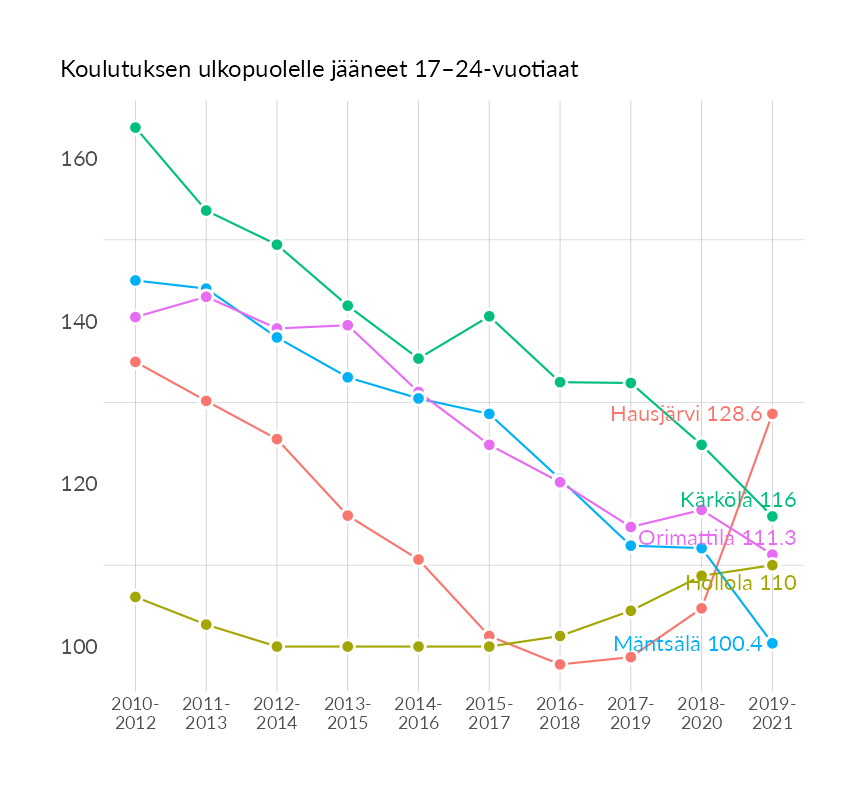 Koulutuksen ulkopuolelle jääneet 17–24-vuotiaat
160
140
120
100
Hausjärvi 128.6
Kärkölä 116
Orimattila 111.3
Hollola 110
Mäntsälä 100.4
2010- 2011- 2012- 2013- 2014- 2015- 2016- 2017- 2018- 2019-
2012 2013 2014 2015 2016 2017 2018 2019 2020 2021